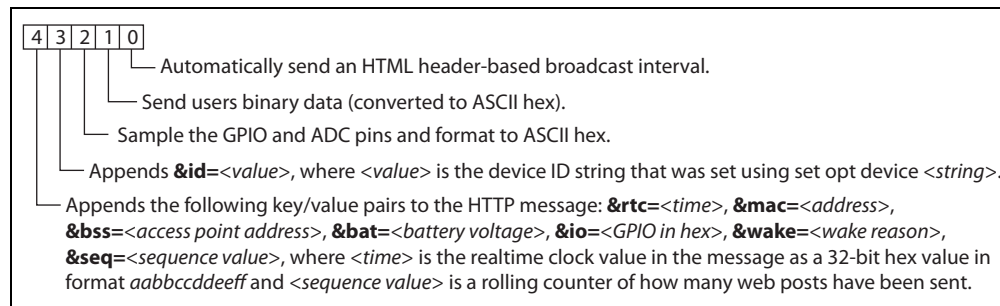 4 3 2 1 0
Automatically send an HTML header-based broadcast interval.
Send users binary data (converted to ASCII hex).
Sample the GPIO and ADC pins and format to ASCII hex.
Appends &id=<value>, where <value> is the device ID string that was set using set opt device <string>.
Appends the following key/value pairs to the HTTP message: &rtc=<time>, &mac=<address>,
&bss=<access point address>, &bat=<battery voltage>, &io=<GPIO in hex>, &wake=<wake reason>,
&seq=<sequence value>, where <time> is the realtime clock value in the message as a 32-bit hex value in
format aabbccddeeff and <sequence value> is a rolling counter of how many web posts have been sent.